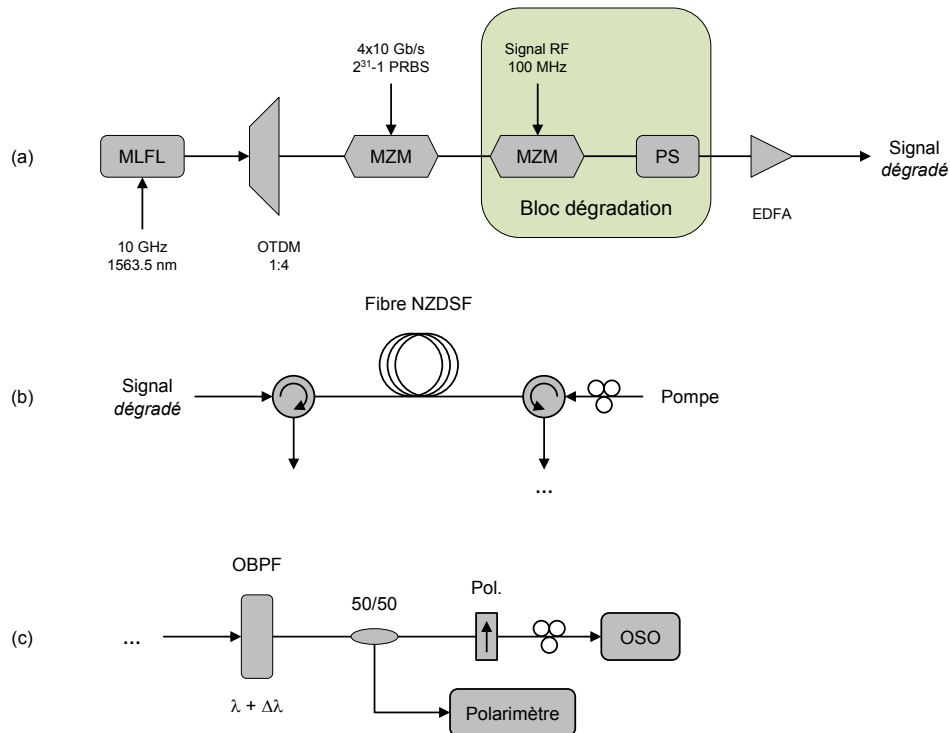 (a)
MLFL
10 GHz
1563.5 nm
OTDM
1:4
4x10 Gb/s
2³¹-1 PRBS
MZM
Signal RF
100 MHz
MZM
PS
Bloc dégradation
EDFA
Signal
dégradé
(b)
Signal
dégradé
Fibre NZDSF
Pompe
...
(c)
...
OBPF
λ + Δλ
50/50
Pol.
OSO
Polarimètre